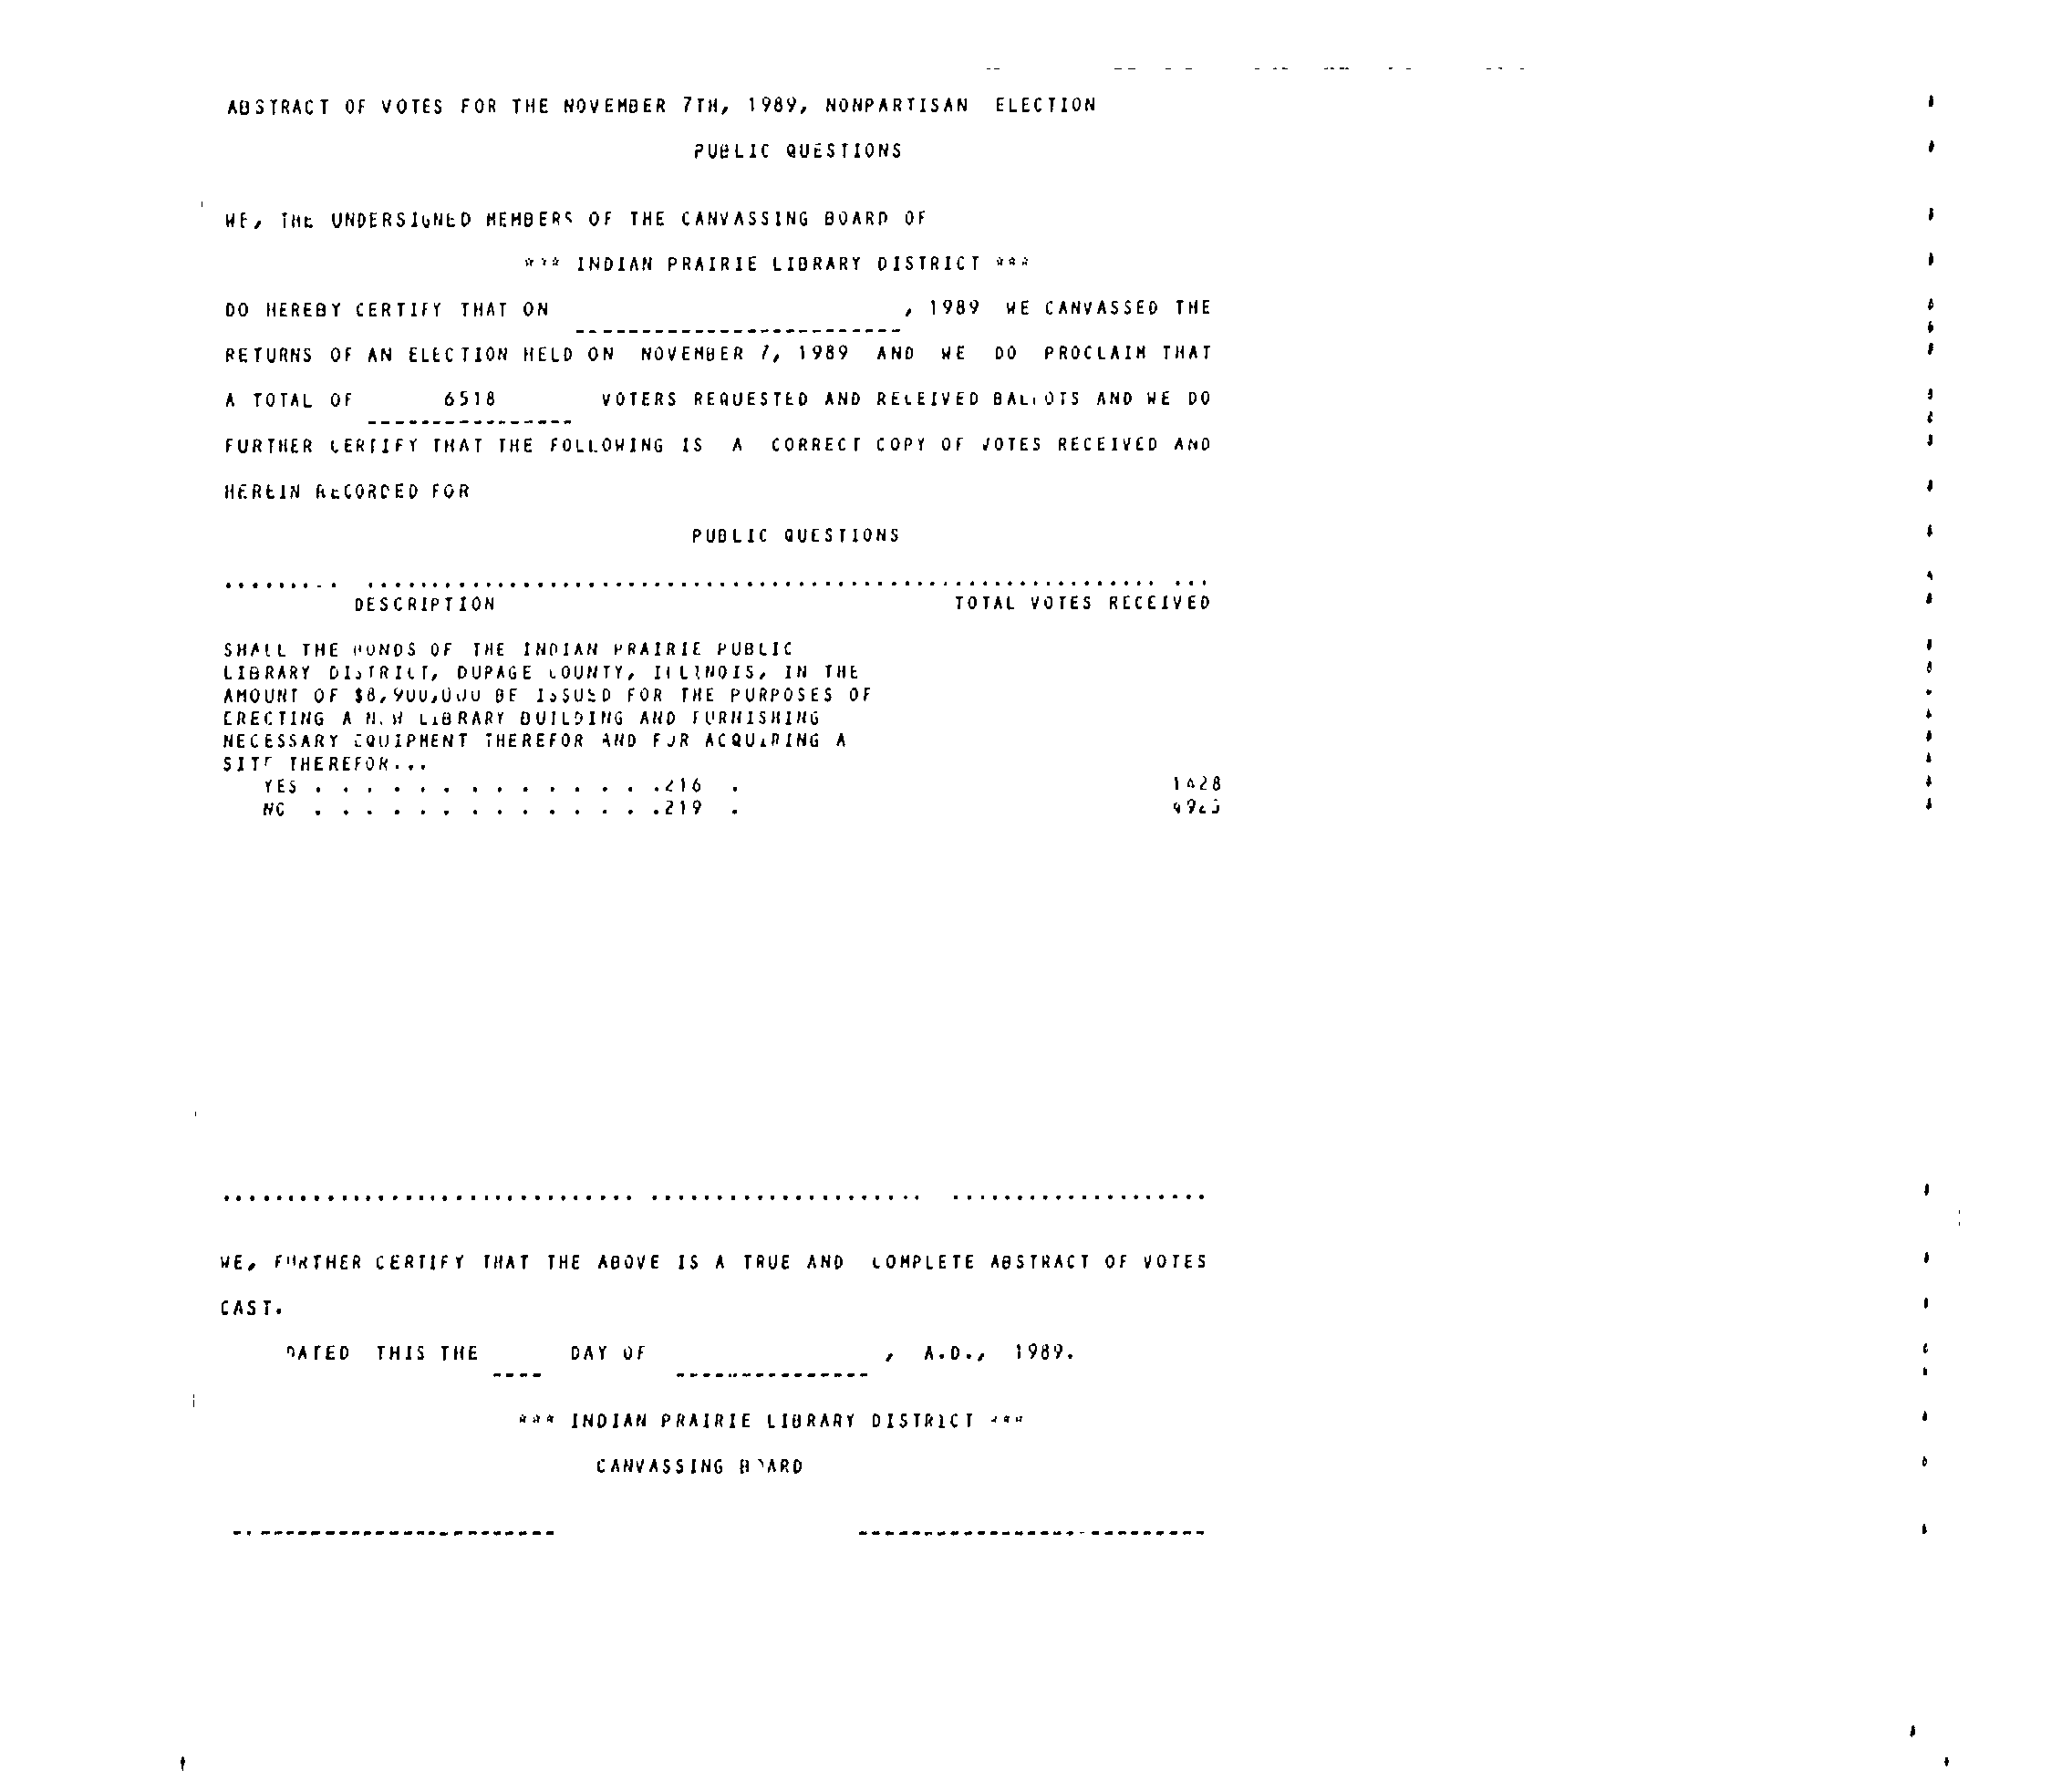 ABSTRACT OF VOTES FOR THE NOVEMBER 7TH, 1989, NONPARTISAN ELECTION
PUBLIC QUESTIONS
WE, THE UNDERSIGNED MEMBERS OF THE CANVASSING BOARD OF
*** INDIAN PRAIRIE LIBRARY DISTRICT ***
DO HEREBY CERTIFY THAT ON , 1989 WE CANVASSED THE
RETURNS OF AN ELECTION HELD ON NOVEMBER 7, 1989 AND WE DO PROCLAIM THAT
A TOTAL OF 6518 VOTERS REQUESTED AND RECEIVED BALLOTS AND WE DO
FURTHER CERTIFY THAT THE FOLLOWING IS A CORRECT COPY OF VOTES RECEIVED AND
HEREIN RECORDED FOR
PUBLIC QUESTIONS
DESCRIPTION TOTAL VOTES RECEIVED
SHALL THE BONDS OF THE INDIAN PRAIRIE PUBLIC
LIBRARY DISTRICT, DUPAGE COUNTY, ILLINOIS, IN THE
AMOUNT OF $8,900,000 BE ISSUED FOR THE PURPOSES OF
ERECTING A NEW LIBRARY BUILDING AND FURNISHING
NECESSARY EQUIPMENT THEREFOR AND FOR ACQUIRING A
SITE THEREFOR...
YES . . . . . . . . . . . . . .216 .
NO . . . . . . . . . . . . . .219 .
WE, FURTHER CERTIFY THAT THE ABOVE IS A TRUE AND COMPLETE ABSTRACT OF VOTES
CAST.
DATED THIS THE DAY OF , A.D., 1989.
*** INDIAN PRAIRIE LIBRARY DISTRICT ***
CANVASSING BOARD